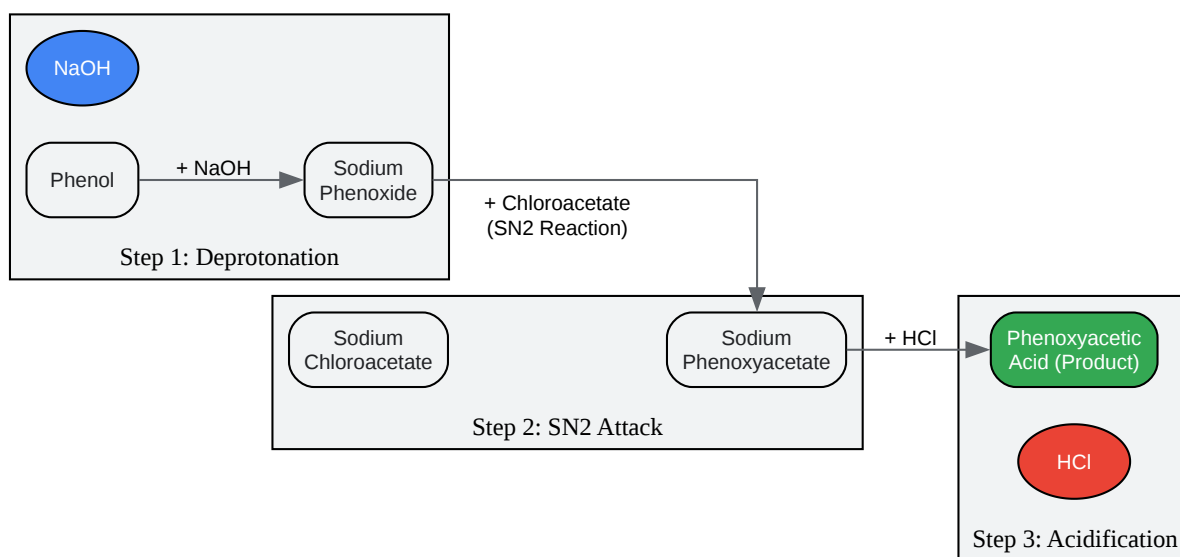 NaOH
Phenol
+ NaOH
Sodium
Phenoxide
Step 1: Deprotonation
+ Chloroacetate
(SN2 Reaction)
Sodium
Chloroacetate
Sodium
Phenoxyacetate
Step 2: SN2 Attack
+ HCl
Phenoxyacetic
Acid (Product)
HCl
Step 3: Acidification